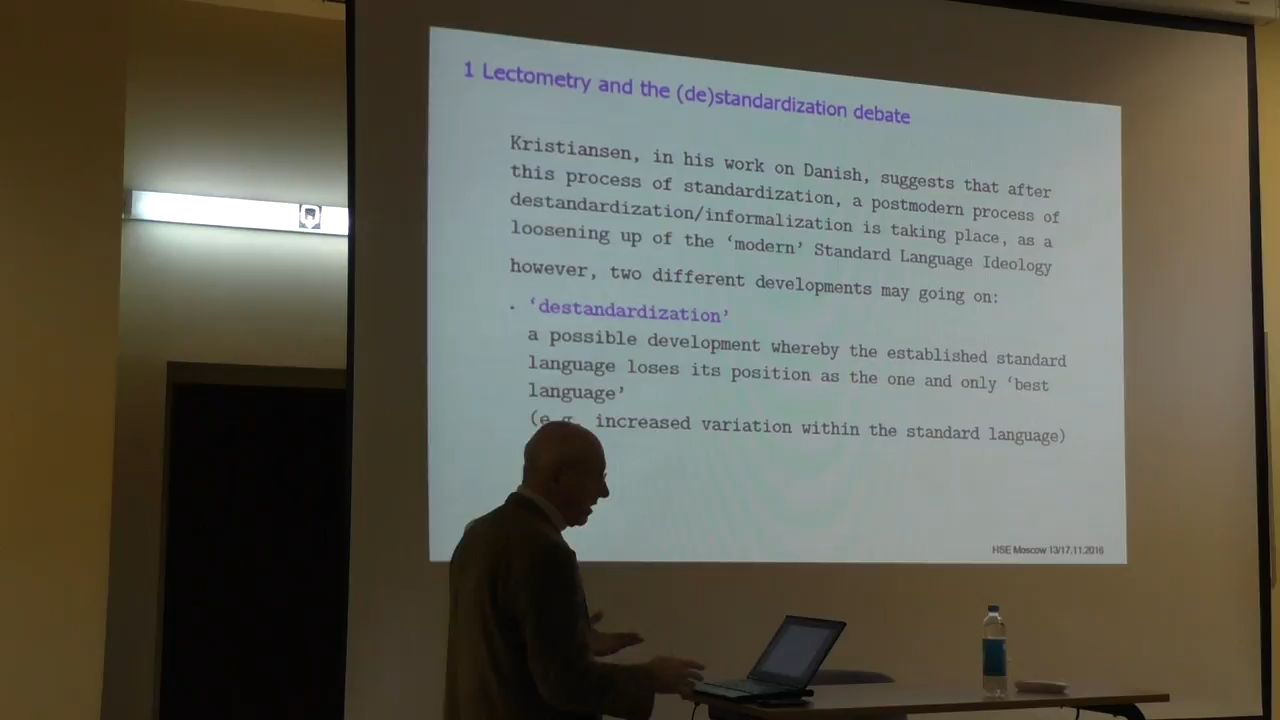 1 Lectometry and the (de)standardization debate
Kristiansen, in his work on Danish, suggests that after
this process of standardization, a postmodern process of
destandardization/informalization is taking place, as a
loosening up of the ‘modern’ Standard Language Ideology
however, two different developments may going on:
. ‘destandardization’
a possible development whereby the established standard
language loses its position as the one and only ‘best
language’
(e.g. increased variation within the standard language)
HSE Moscow 13/17.11.2016